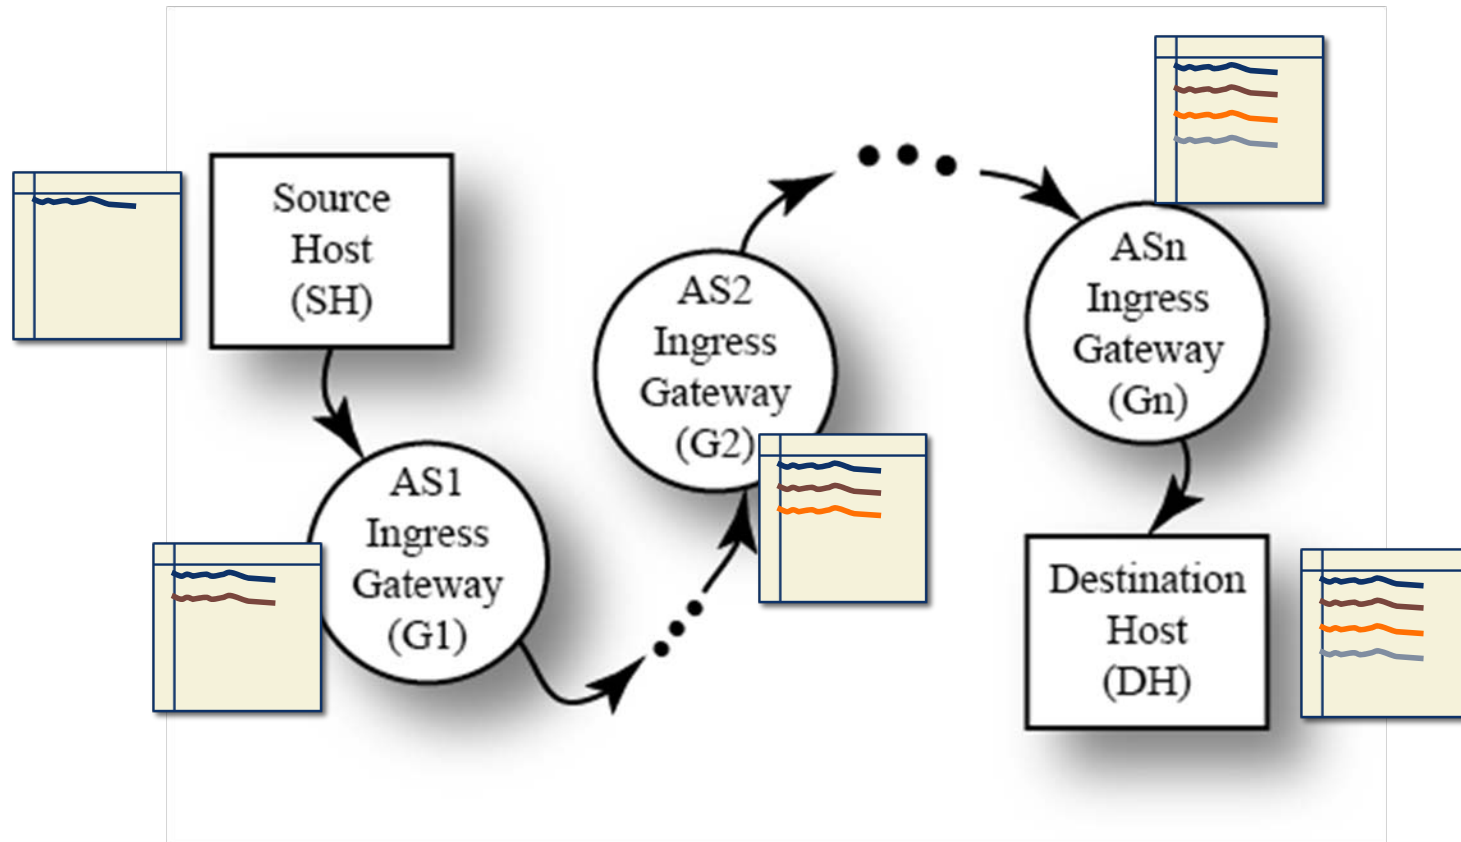 Source
Host
(SH)
AS1
Ingress
Gateway
(G1)
AS2
Ingress
Gateway
(G2)
ASn
Ingress
Gateway
(Gn)
Destination
Host
(DH)